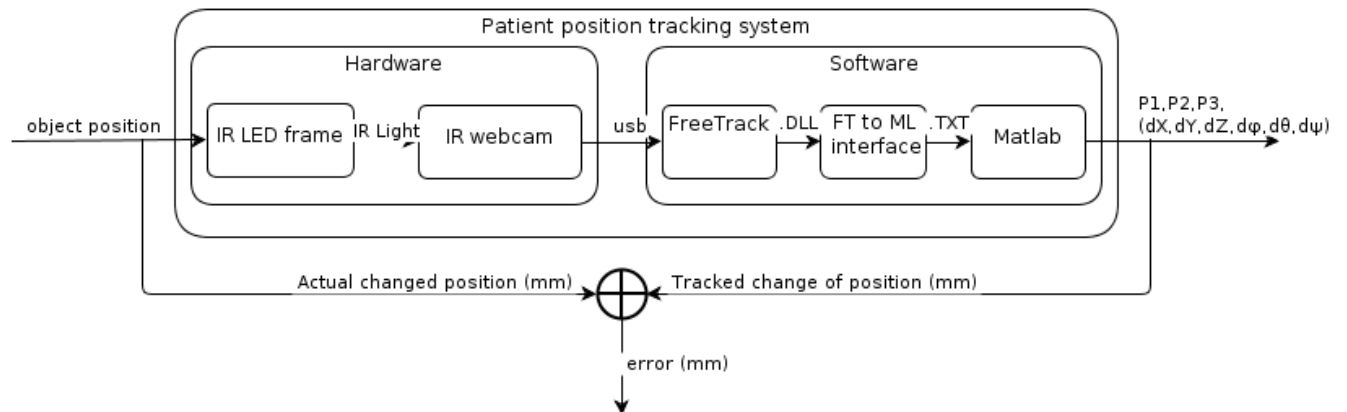 Patient position tracking system
Hardware
Software
object position
IR LED frame
IR Light
IR webcam
usb
FreeTrack
.DLL
FT to ML
interface
.TXT
Matlab
P1,P2,P3,
(dX,dY,dZ,dφ,dθ,dψ)
Actual changed position (mm)
Tracked change of position (mm)
error (mm)